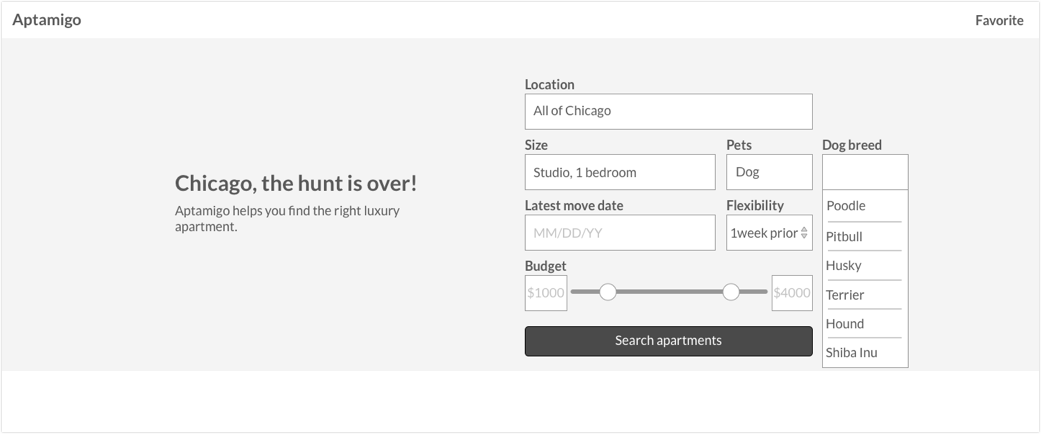 Aptamigo
Favorite
Location
All of Chicago
Size
Pets
Dog breed
Studio, 1 bedroom
Dog
Chicago, the hunt is over!
Aptamigo helps you find the right luxury
apartment.
Latest move date
Flexibility
MM/DD/YY
1week prior
Poodle
Pitbull
Husky
Terrier
Hound
Shiba Inu
Budget
$1000
$4000
Search apartments